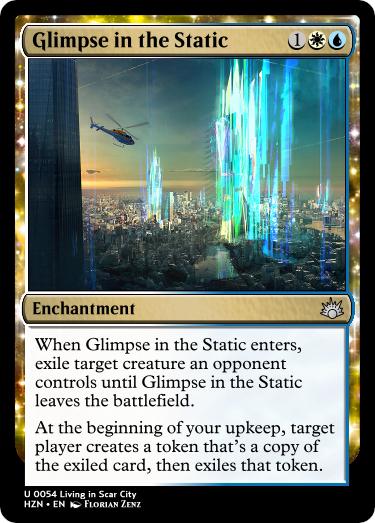 Glimpse in the Static 1
Enchantment
When Glimpse in the Static enters,
exile target creature an opponent
controls until Glimpse in the Static
leaves the battlefield.
At the beginning of your upkeep, target
player creates a token that's a copy of
the exiled card, then exiles that token.
U 0054 Living in Scar City
HZN • EN Florian Zenz